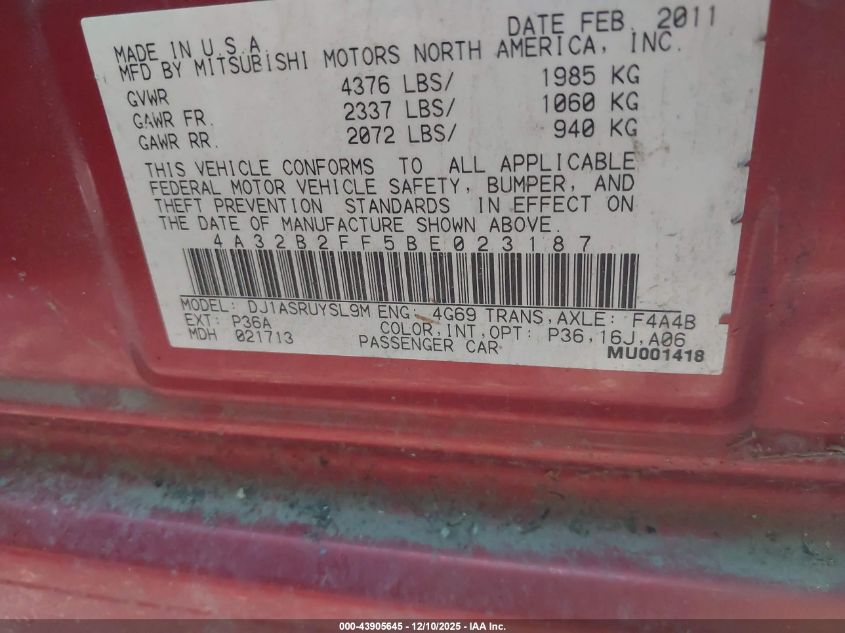 DATE FEB. 2011
MADE IN U.S.A
MFD BY MITSUBISHI MOTORS NORTH AMERICA, INC.
GVWR 4376 LBS/ 1985 KG
GAWR FR. 2337 LBS/ 1060 KG
GAWR RR. 2072 LBS/ 940 KG
THIS VEHICLE CONFORMS TO ALL APPLICABLE
FEDERAL MOTOR VEHICLE SAFETY, BUMPER, AND
THEFT PREVENTION STANDARDS IN EFFECT ON
THE DATE OF MANUFACTURE SHOWN ABOVE.
4A32B2FF5BE023187
MODEL: DJ1ASRUYSL9M ENG: 4G69 TRANS,AXLE: F4A4B
EXT: P36A COLOR,INT,OPT: P36,16J,A06
MDH 021713 PASSENGER CAR
MU001418
000-43905645 - 12/10/2025 - IAA Inc.